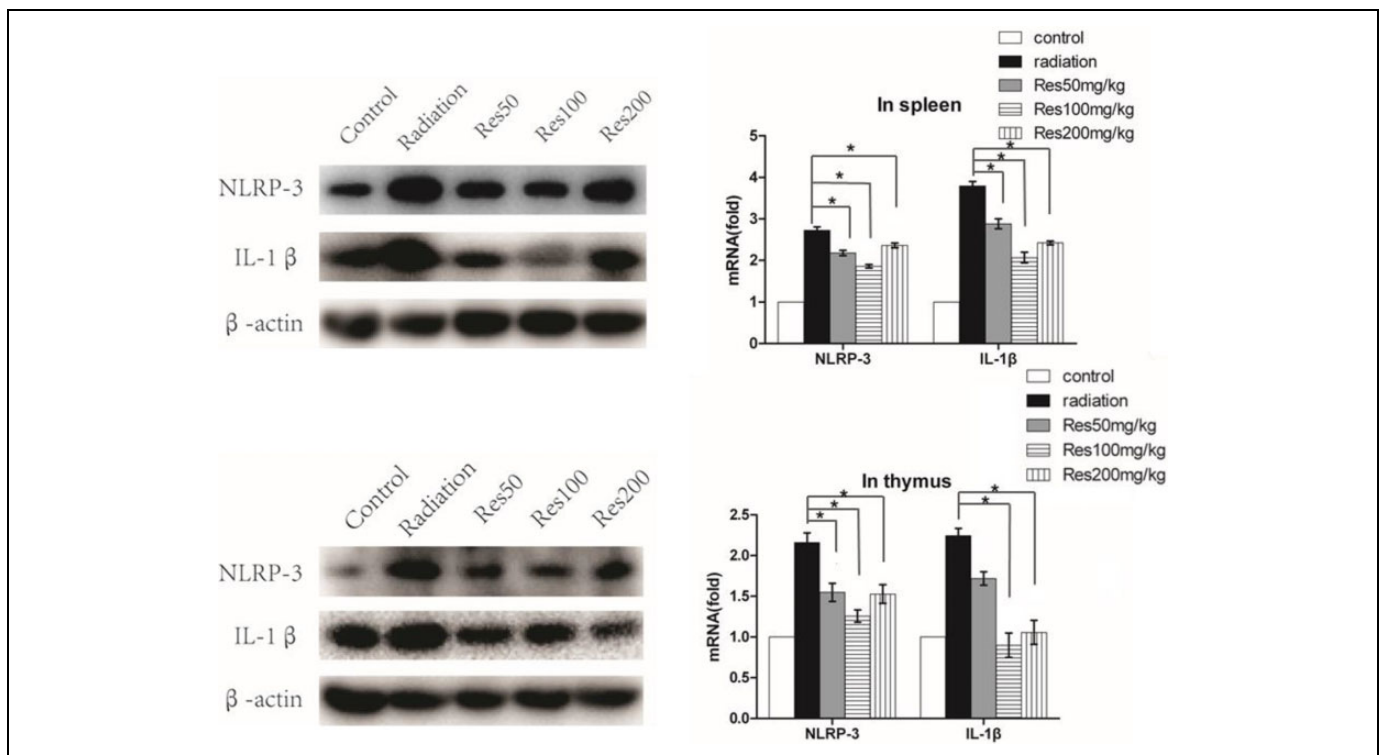 Control Radiation Res50 Res100 Res200
NLRP-3
IL-1 β
β -actin
control
radiation
Res50mg/kg
Res100mg/kg
Res200mg/kg
In spleen
mRNA(fold)
5
4
3
2
1
0
* * * * * *
NLRP-3 IL-1β
Control Radiation Res50 Res100 Res200
NLRP-3
IL-1 β
β -actin
control
radiation
Res50mg/kg
Res100mg/kg
Res200mg/kg
In thymus
mRNA(fold)
2.5
2.0
1.5
1.0
0.5
0.0
* * * * *
NLRP-3 IL-1β